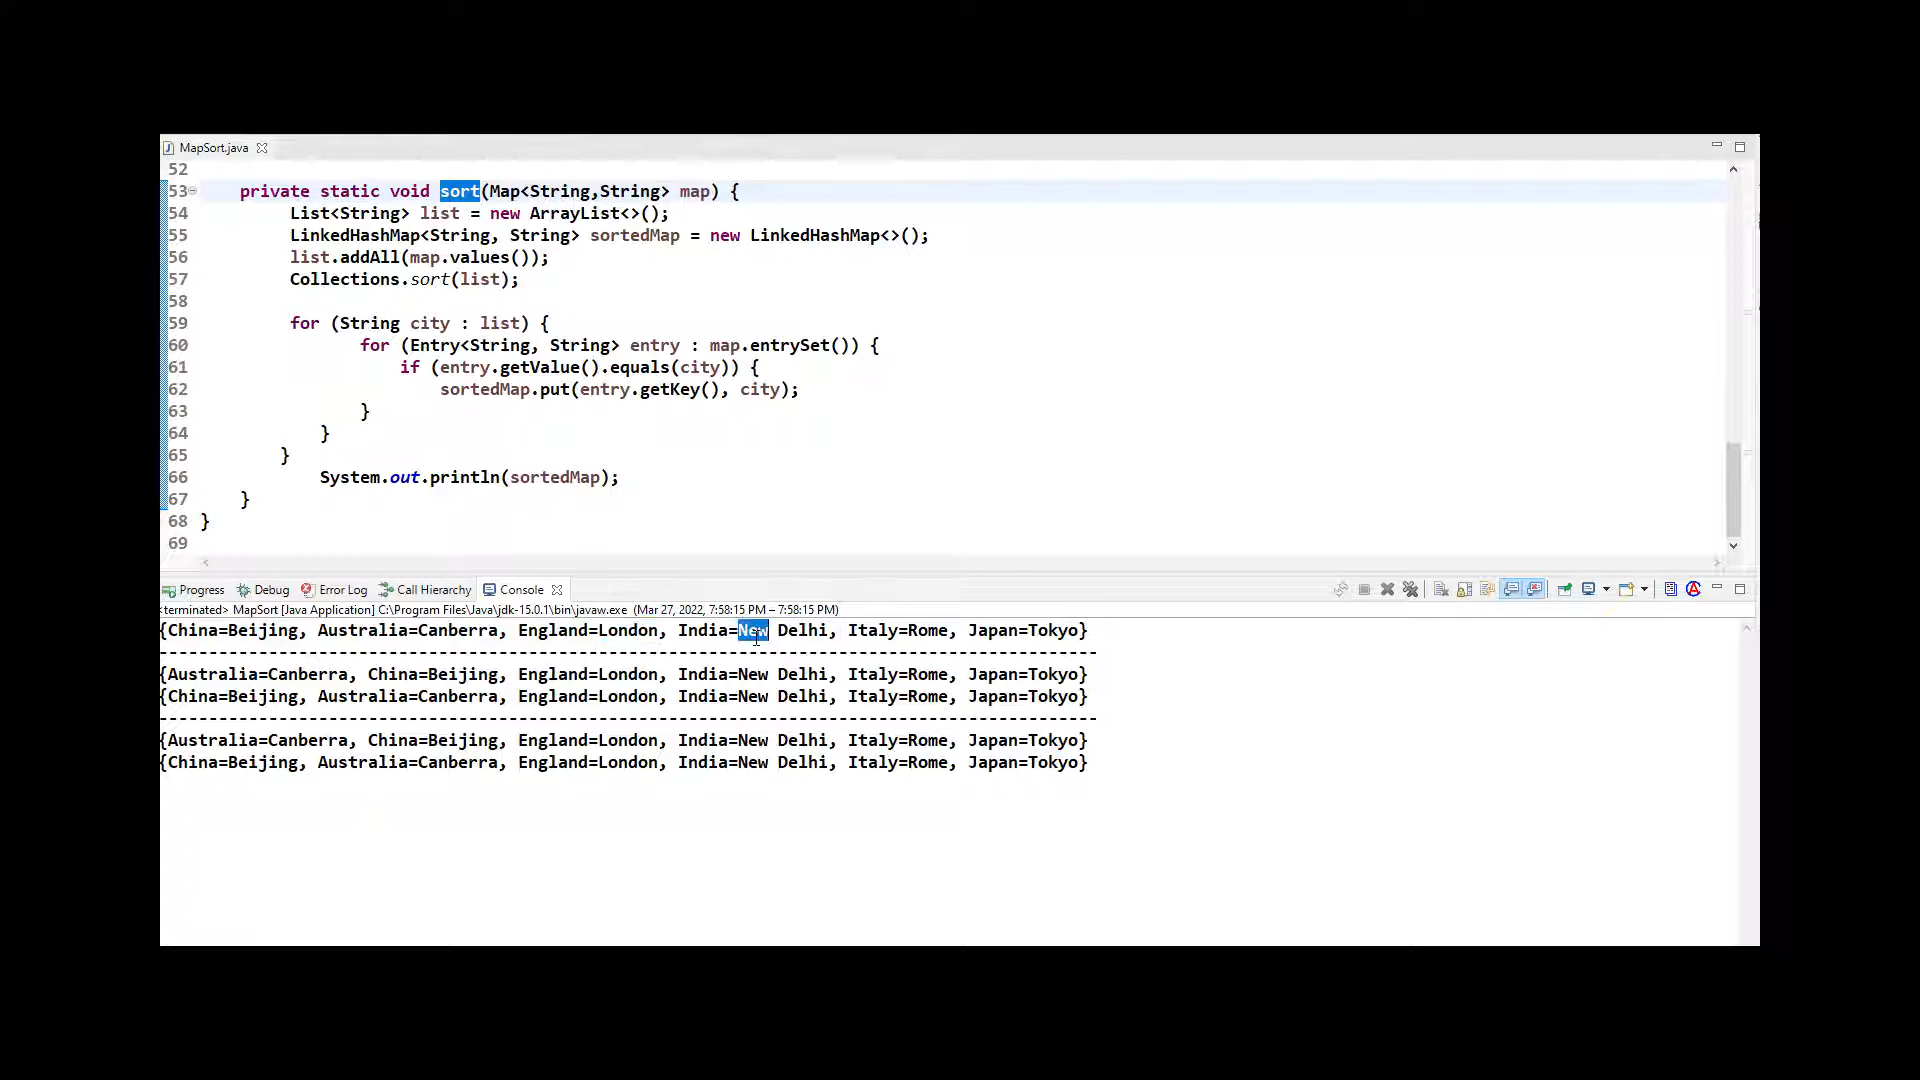 MapSort.java
52
53 private static void sort(Map<String,String> map) {
54 List<String> list = new ArrayList<>();
55 LinkedHashMap<String, String> sortedMap = new LinkedHashMap<>();
56 list.addAll(map.values());
57 Collections.sort(list);
58
59 for (String city : list) {
60 for (Entry<String, String> entry : map.entrySet()) {
61 if (entry.getValue().equals(city)) {
62 sortedMap.put(entry.getKey(), city);
63 }
64 }
65 }
66 System.out.println(sortedMap);
67 }
68 }
69
Progress Debug Error Log Call Hierarchy Console
<terminated> MapSort [Java Application] C:\Program Files\Java\jdk-15.0.1\bin\javaw.exe (Mar 27, 2022, 7:58:15 PM – 7:58:15 PM)
{China=Beijing, Australia=Canberra, England=London, India=New Delhi, Italy=Rome, Japan=Tokyo}
----------------------------------------------------------------------------------------------
{Australia=Canberra, China=Beijing, England=London, India=New Delhi, Italy=Rome, Japan=Tokyo}
{China=Beijing, Australia=Canberra, England=London, India=New Delhi, Italy=Rome, Japan=Tokyo}
----------------------------------------------------------------------------------------------
{Australia=Canberra, China=Beijing, England=London, India=New Delhi, Italy=Rome, Japan=Tokyo}
{China=Beijing, Australia=Canberra, England=London, India=New Delhi, Italy=Rome, Japan=Tokyo}